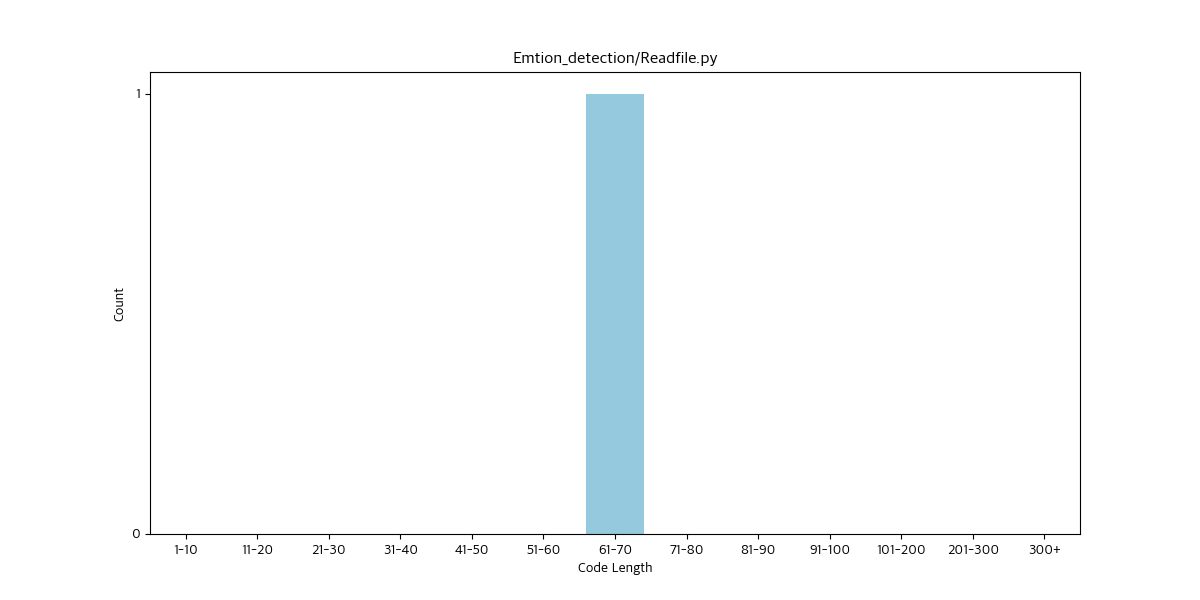 Emtion_detection/Readfile.py
1
Count
0
1-10 11-20 21-30 31-40 41-50 51-60 61-70 71-80 81-90 91-100 101-200 201-300 300+
Code Length